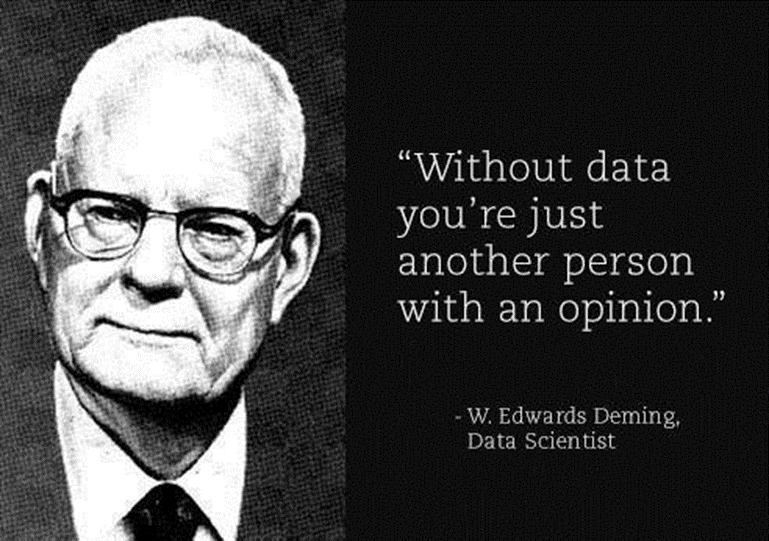 “Without data
you’re just
another person
with an opinion.”
- W. Edwards Deming,
Data Scientist